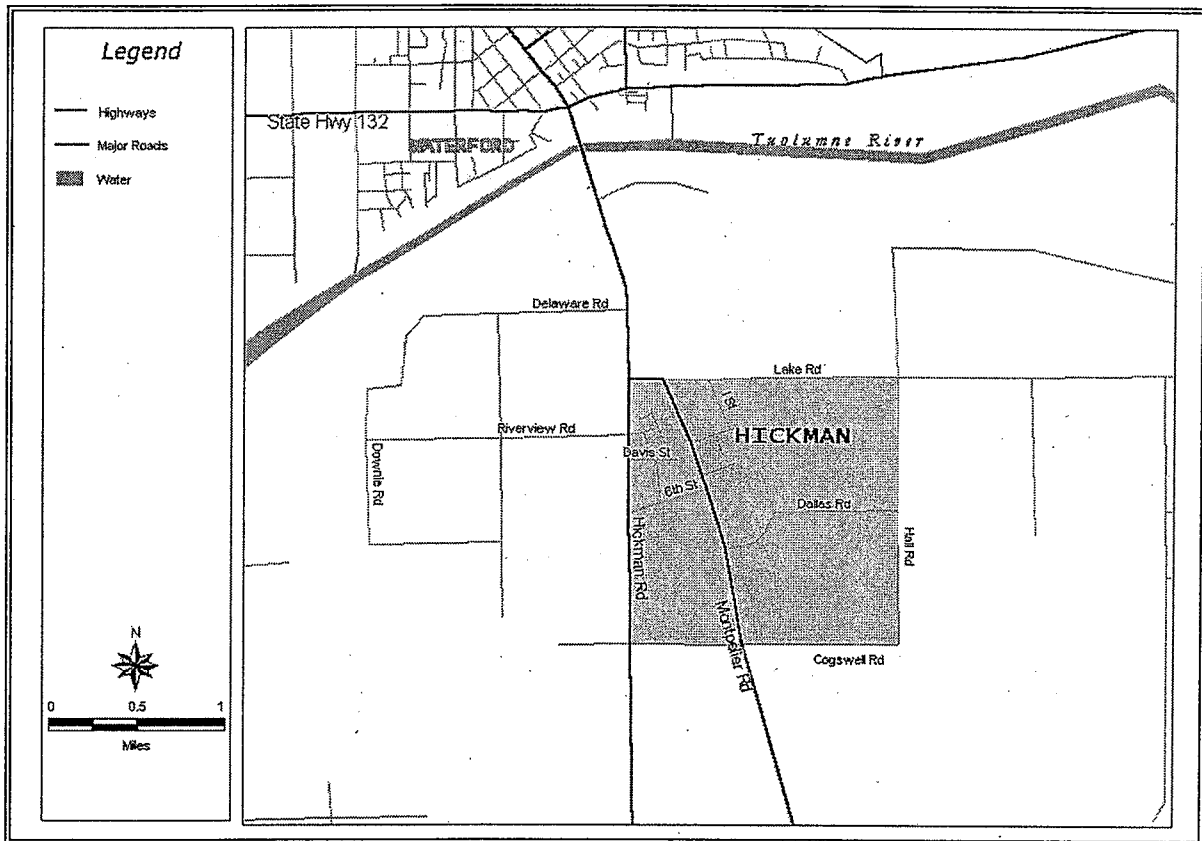 Legend
Highways
Major Roads
Water
N
0 0.5 1
Miles
State Hwy 132
WATERFORD
Tuolumne River
Delaware Rd
Lake Rd
I St
HICKMAN
Riverview Rd
Davis St
Downie Rd
6th St
Dallas Rd
Hickman Rd
Hall Rd
Montpelier Rd
Cogswell Rd